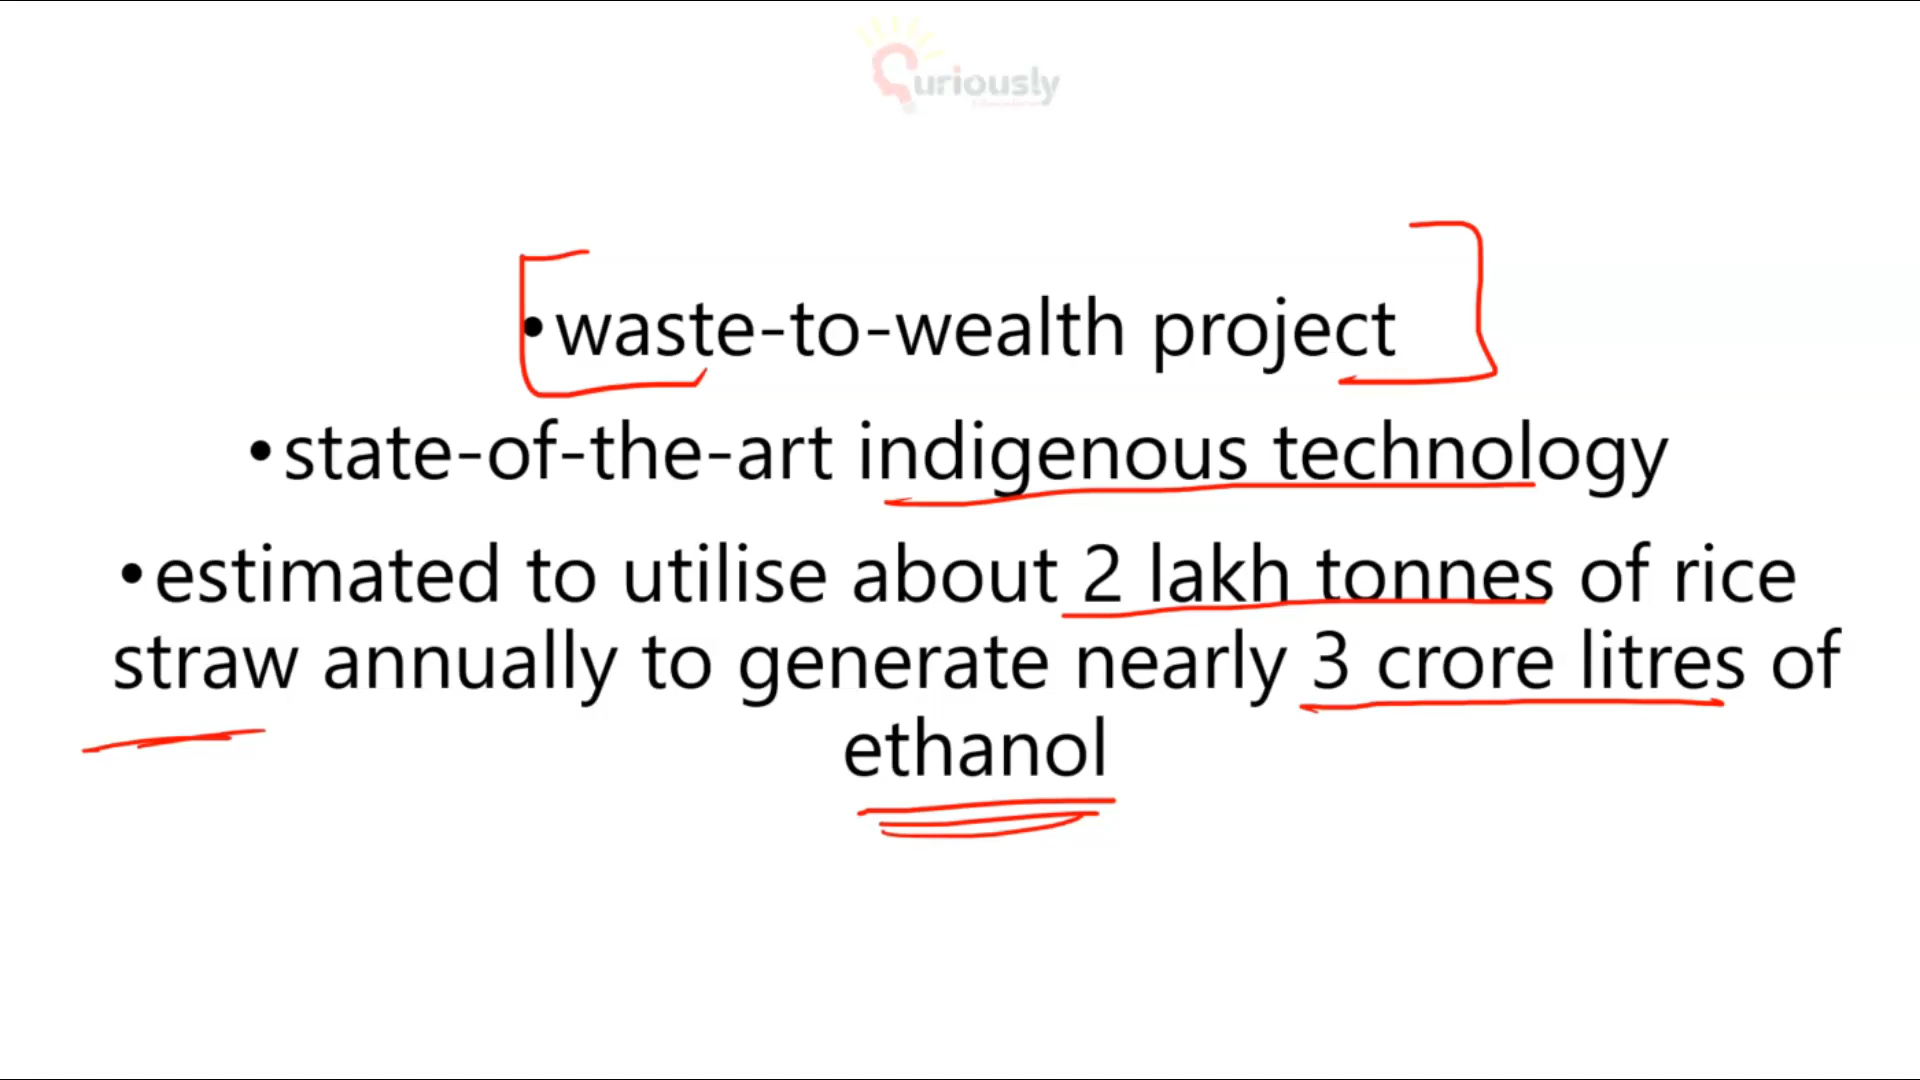 Curiously
•waste-to-wealth project
•state-of-the-art indigenous technology
•estimated to utilise about 2 lakh tonnes of rice
straw annually to generate nearly 3 crore litres of
ethanol